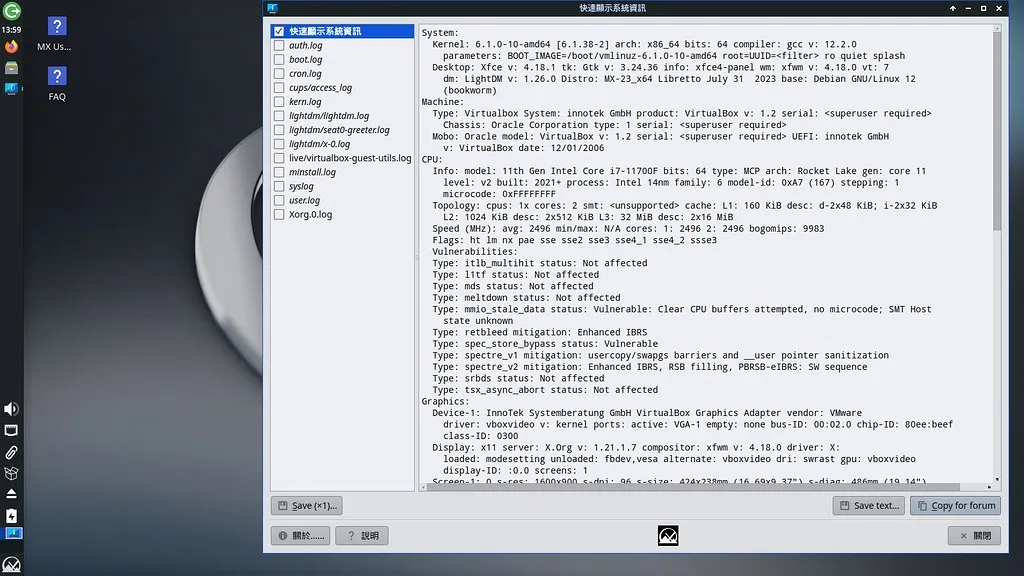 快速顯示系統資訊
13:59
MX Us...
FAQ
快速顯示系統資訊
auth.log
boot.log
cron.log
cups/access_log
kern.log
lightdm/lightdm.log
lightdm/seat0-greeter.log
lightdm/x-0.log
live/virtualbox-guest-utils.log
minstall.log
syslog
user.log
Xorg.0.log
System:
Kernel: 6.1.0-10-amd64 [6.1.38-2] arch: x86_64 bits: 64 compiler: gcc v: 12.2.0
parameters: BOOT_IMAGE=/boot/vmlinuz-6.1.0-10-amd64 root=UUID=<filter> ro quiet splash
Desktop: Xfce v: 4.18.1 tk: Gtk v: 3.24.36 info: xfce4-panel wm: xfwm v: 4.18.0 vt: 7
dm: LightDM v: 1.26.0 Distro: MX-23_x64 Libretto July 31  2023 base: Debian GNU/Linux 12
(bookworm)
Machine:
Type: Virtualbox System: innotek GmbH product: VirtualBox v: 1.2 serial: <superuser required>
Chassis: Oracle Corporation type: 1 serial: <superuser required>
Mobo: Oracle model: VirtualBox v: 1.2 serial: <superuser required> UEFI: innotek GmbH
v: VirtualBox date: 12/01/2006
CPU:
Info: model: 11th Gen Intel Core i7-11700F bits: 64 type: MCP arch: Rocket Lake gen: core 11
level: v2 built: 2021+ process: Intel 14nm family: 6 model-id: 0xA7 (167) stepping: 1
microcode: 0xFFFFFFFF
Topology: cpus: 1x cores: 2 smt: <unsupported> cache: L1: 160 KiB desc: d-2x48 KiB; i-2x32 KiB
L2: 1024 KiB desc: 2x512 KiB L3: 32 MiB desc: 2x16 MiB
Speed (MHz): avg: 2496 min/max: N/A cores: 1: 2496 2: 2496 bogomips: 9983
Flags: ht lm nx pae sse sse2 sse3 sse4_1 sse4_2 ssse3
Vulnerabilities:
Type: itlb_multihit status: Not affected
Type: l1tf status: Not affected
Type: mds status: Not affected
Type: meltdown status: Not affected
Type: mmio_stale_data status: Vulnerable: Clear CPU buffers attempted, no microcode; SMT Host
state unknown
Type: retbleed mitigation: Enhanced IBRS
Type: spec_store_bypass status: Vulnerable
Type: spectre_v1 mitigation: usercopy/swapgs barriers and __user pointer sanitization
Type: spectre_v2 mitigation: Enhanced IBRS, RSB filling, PBRSB-eIBRS: SW sequence
Type: srbds status: Not affected
Type: tsx_async_abort status: Not affected
Graphics:
Device-1: InnoTek Systemberatung GmbH VirtualBox Graphics Adapter vendor: VMware
driver: vboxvideo v: kernel ports: active: VGA-1 empty: none bus-ID: 00:02.0 chip-ID: 80ee:beef
class-ID: 0300
Display: x11 server: X.Org v: 1.21.1.7 compositor: xfwm v: 4.18.0 driver: X:
loaded: modesetting unloaded: fbdev,vesa alternate: vboxvideo dri: swrast gpu: vboxvideo
display-ID: :0.0 screens: 1
Screen-1: 0 s-res: 1600x900 s-dpi: 96 s-size: 424x238mm (16.69x9.37") s-diag: 486mm (19.14")
Save (×1)...
Save text...
Copy for forum
關於......
? 說明
關閉